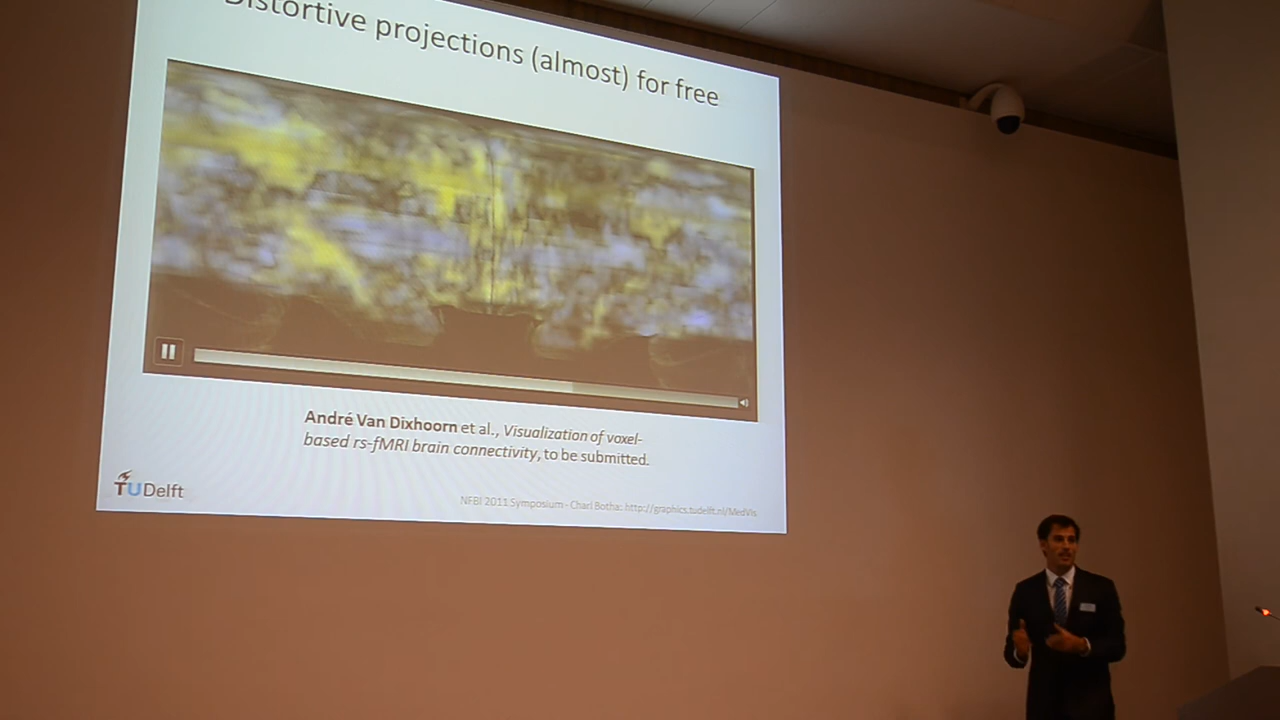 Distortive projections (almost) for free
André Van Dixhoorn et al., Visualization of voxel-
based rs-fMRI brain connectivity, to be submitted.
TUDelft
NFBI 2011 Symposium - Charl Botha: http://graphics.tudelft.nl/MedVis